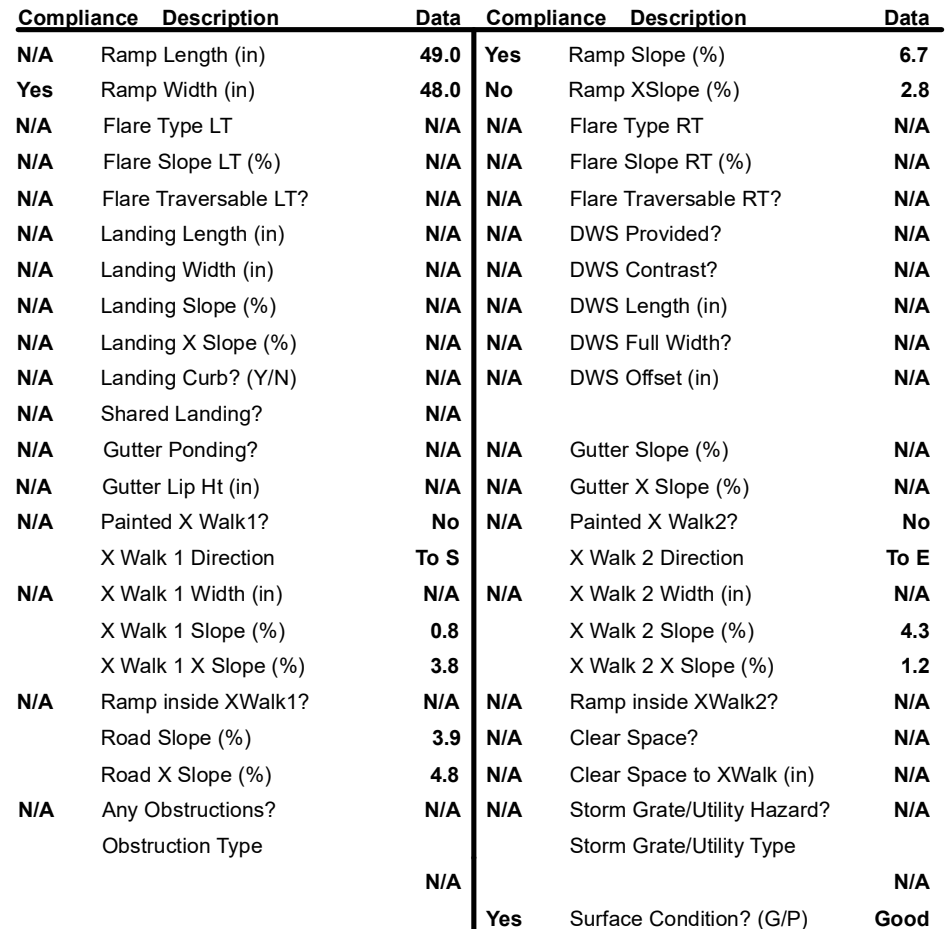 Compliance Description Data Compliance Description Data
N/A Ramp Length (in) 49.0 Yes Ramp Slope (%) 6.7
Yes Ramp Width (in) 48.0 No Ramp XSlope (%) 2.8
N/A Flare Type LT N/A N/A Flare Type RT N/A
N/A Flare Slope LT (%) N/A N/A Flare Slope RT (%) N/A
N/A Flare Traversable LT? N/A N/A Flare Traversable RT? N/A
N/A Landing Length (in) N/A N/A DWS Provided? N/A
N/A Landing Width (in) N/A N/A DWS Contrast? N/A
N/A Landing Slope (%) N/A N/A DWS Length (in) N/A
N/A Landing X Slope (%) N/A N/A DWS Full Width? N/A
N/A Landing Curb? (Y/N) N/A N/A DWS Offset (in) N/A
N/A Shared Landing? N/A
N/A Gutter Ponding? N/A N/A Gutter Slope (%) N/A
N/A Gutter Lip Ht (in) N/A N/A Gutter X Slope (%) N/A
N/A Painted X Walk1? No N/A Painted X Walk2? No
X Walk 1 Direction To S X Walk 2 Direction To E
N/A X Walk 1 Width (in) N/A N/A X Walk 2 Width (in) N/A
X Walk 1 Slope (%) 0.8 X Walk 2 Slope (%) 4.3
X Walk 1 X Slope (%) 3.8 X Walk 2 X Slope (%) 1.2
N/A Ramp inside XWalk1? N/A N/A Ramp inside XWalk2? N/A
Road Slope (%) 3.9 N/A Clear Space? N/A
Road X Slope (%) 4.8 N/A Clear Space to XWalk (in) N/A
N/A Any Obstructions? N/A N/A Storm Grate/Utility Hazard? N/A
Obstruction Type Storm Grate/Utility Type
N/A N/A
Yes Surface Condition? (G/P) Good